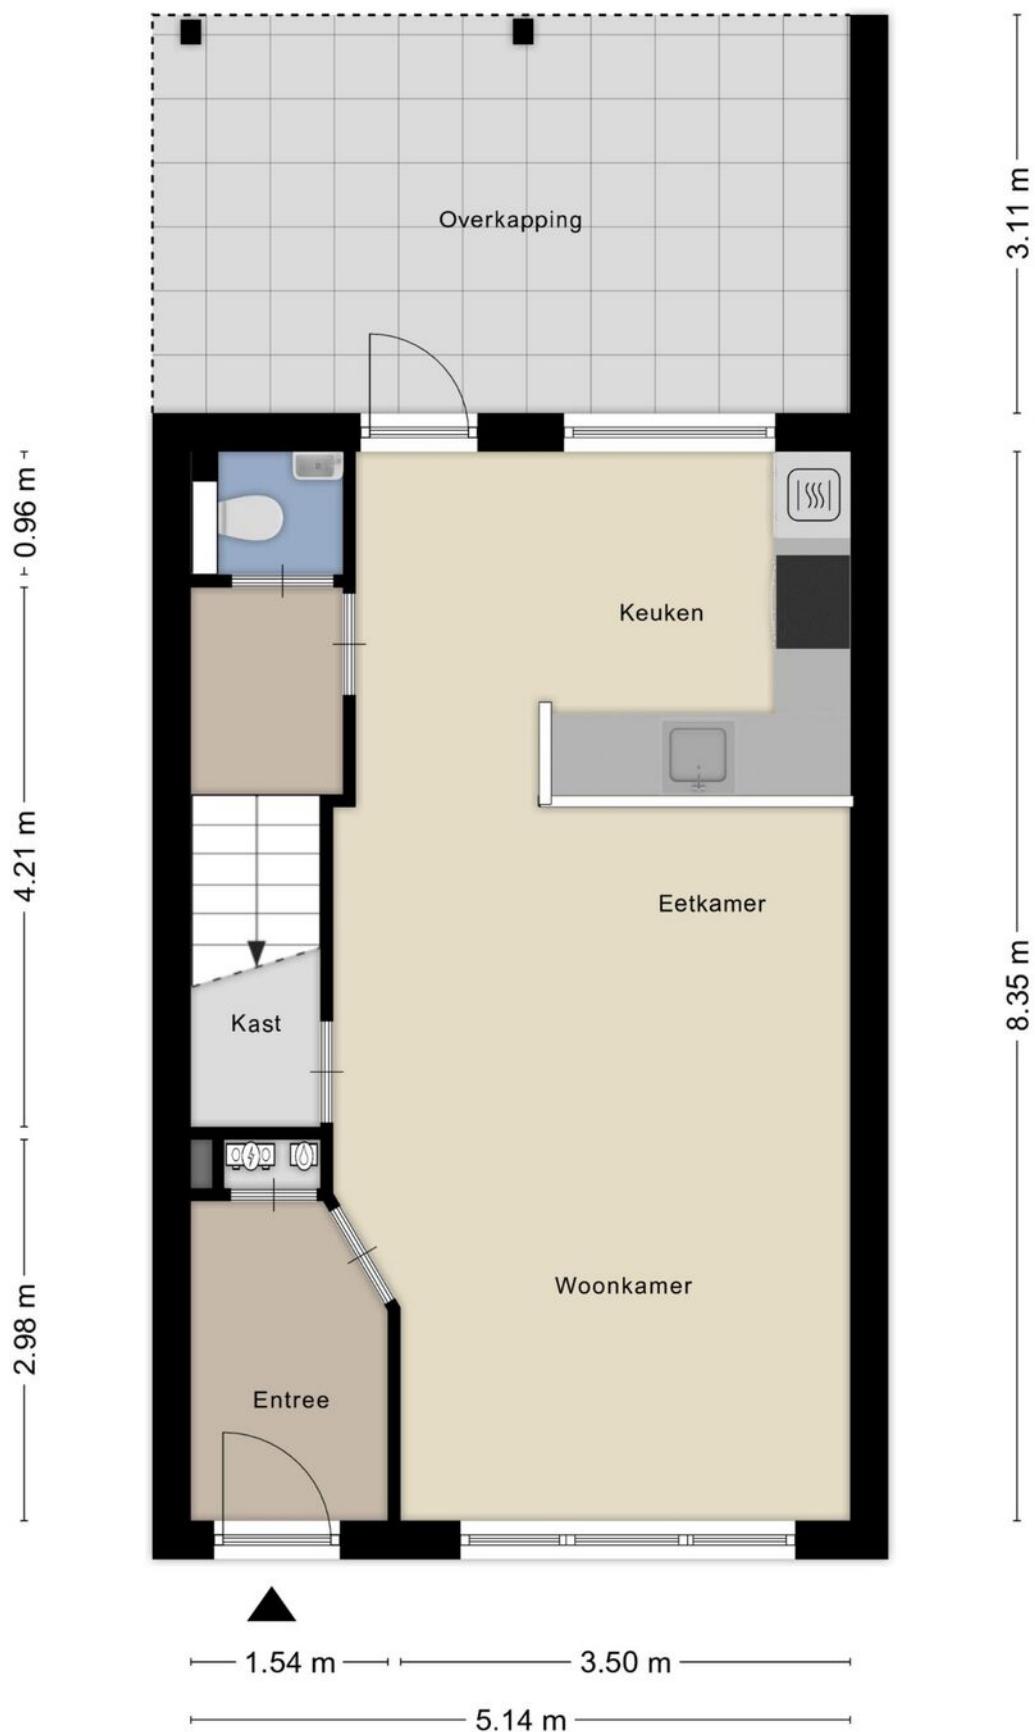 Overkapping
3.11 m
0.96 m
Keuken
4.21 m
Eetkamer
8.35 m
Kast
Woonkamer
2.98 m
Entree
1.54 m
3.50 m
5.14 m